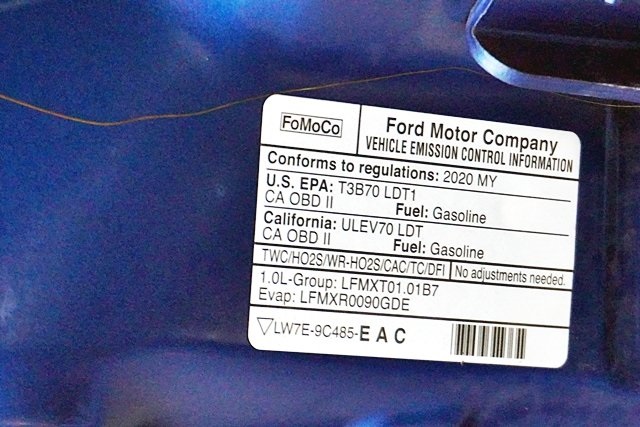 FoMoCo
Ford Motor Company
VEHICLE EMISSION CONTROL INFORMATION
Conforms to regulations: 2020 MY
U.S. EPA: T3B70 LDT1
CA OBD II Fuel: Gasoline
California: ULEV70 LDT
CA OBD II Fuel: Gasoline
TWC/HO2S/WR-HO2S/CAC/TC/DFI No adjustments needed.
1.0L-Group: LFMXT01.01B7
Evap: LFMXR0090GDE
LW7E-9C485-E A C